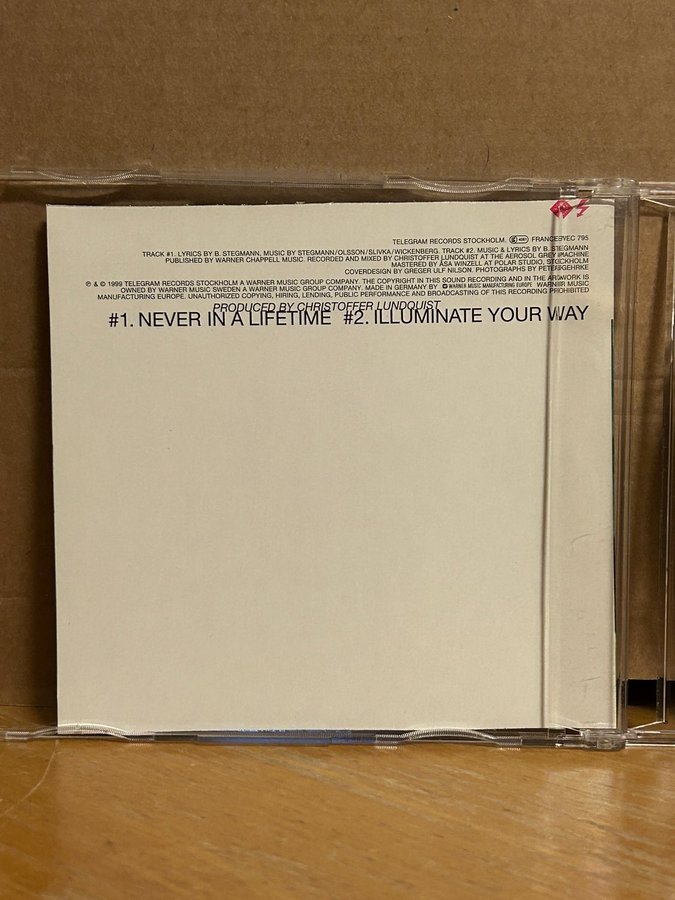 TELEGRAM RECORDS STOCKHOLM. LC 4281 FRANCE: WE 795
TRACK #1. LYRICS BY B. STEGMANN, MUSIC BY STEGMANN/OLSSON/SLIVKA/WICKENBERG. TRACK #2. MUSIC & LYRICS BY B. STEGMANN
PUBLISHED BY WARNER CHAPPELL MUSIC. RECORDED AND MIXED BY CHRISTOFFER LUNDQUIST AT THE AEROSOL GREY MACHINE
MASTERED BY ÅSA WINZELL AT POLAR STUDIO, STOCKHOLM
COVERDESIGN BY GREGER ULF NILSON. PHOTOGRAPHS BY PETER GEHRKE
℗ & © 1999 TELEGRAM RECORDS STOCKHOLM A WARNER MUSIC GROUP COMPANY. THE COPYRIGHT IN THIS SOUND RECORDING AND IN THE ARTWORK IS
OWNED BY WARNER MUSIC SWEDEN A WARNER MUSIC GROUP COMPANY. MADE IN GERMANY BY WARNER MUSIC MANUFACTURING EUROPE WARNER MUSIC
MANUFACTURING EUROPE. UNAUTHORIZED COPYING, HIRING, LENDING, PUBLIC PERFORMANCE AND BROADCASTING OF THIS RECORDING PROHIBITED
PRODUCED BY CHRISTOFFER LUNDQUIST
#1. NEVER IN A LIFETIME #2. ILLUMINATE YOUR WAY